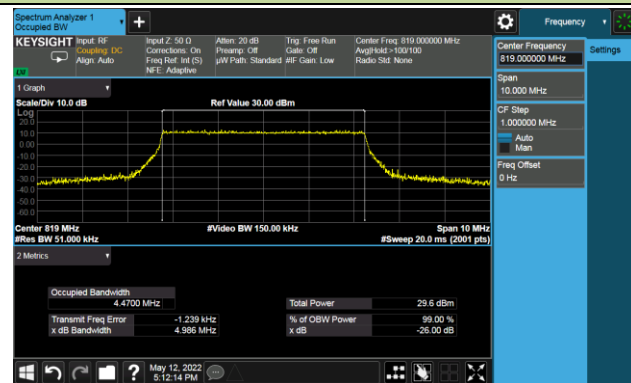 Spectrum Analyzer 1
Occupied BW
Frequency
KEYSIGHT
Input: RF
Coupling: DC
Align: Auto
Input Z: 50 Ω
Corrections: On
Freq Ref: Int (S)
NFE: Adaptive
Atten: 20 dB
Preamp: Off
µW Path: Standard
Trig: Free Run
Gate: Off
#IF Gain: Low
Center Freq: 819.000000 MHz
Avg|Hold:>100/100
Radio Std: None
Center Frequency
819.000000 MHz
Settings
Span
10.000 MHz
CF Step
1.000000 MHz
Auto
Man
Freq Offset
0 Hz
1 Graph
Scale/Div 10.0 dB
Ref Value 30.00 dBm
Log
20.0
10.0
0.00
-10.0
-20.0
-30.0
-40.0
-50.0
-60.0
Center 819 MHz
#Video BW 150.00 kHz
Span 10 MHz
#Res BW 51.000 kHz
#Sweep 20.0 ms (2001 pts)
2 Metrics
Occupied Bandwidth
4.4700 MHz
Total Power
29.6 dBm
Transmit Freq Error
-1.239 kHz
% of OBW Power
99.00 %
x dB Bandwidth
4.986 MHz
x dB
-26.00 dB
May 12, 2022
5:12:14 PM